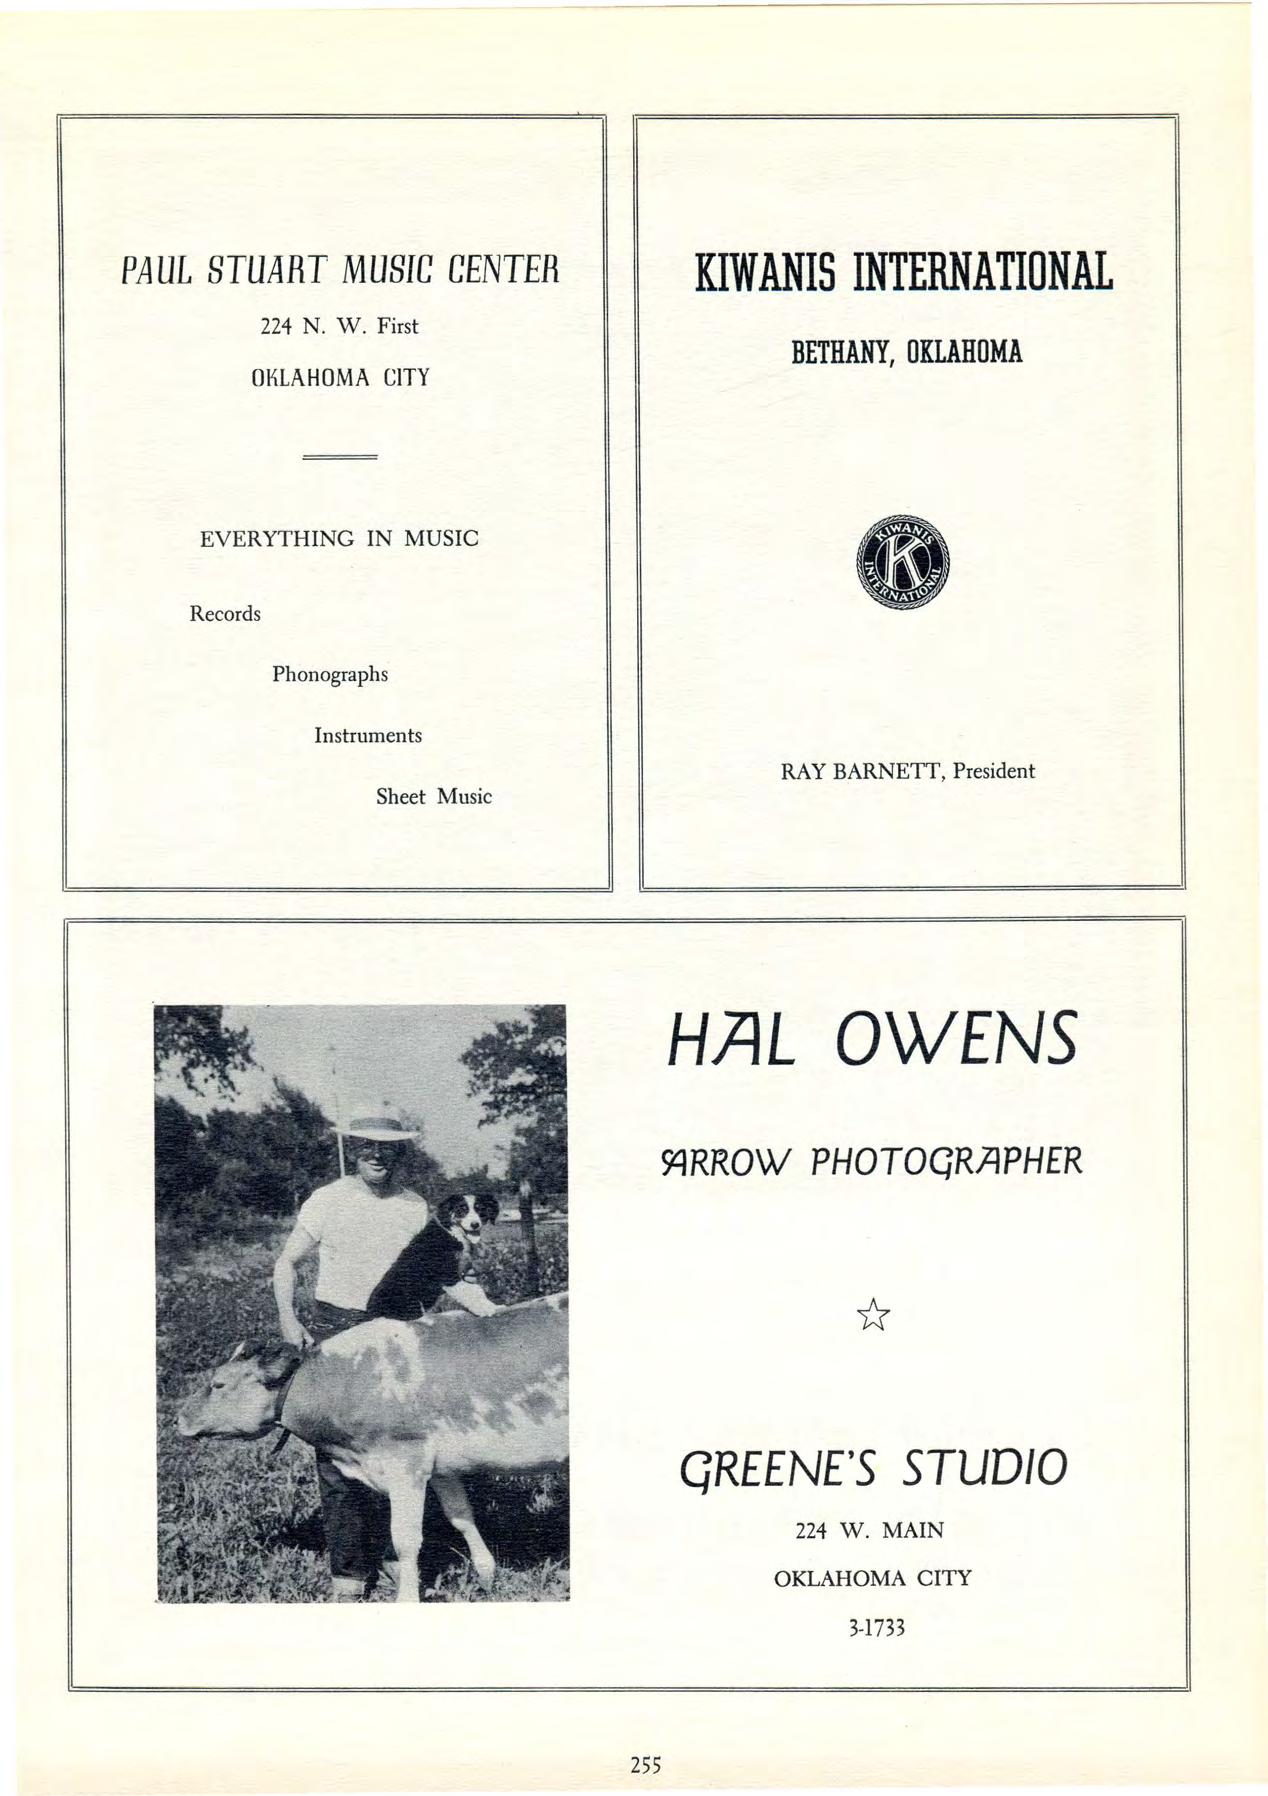 PAUL STUART MUSIC CENTER
224 N. W. First
OKLAHOMA CITY
EVERYTHING IN MUSIC
Records
Phonographs
Instruments
Sheet Music
KIWANIS INTERNATIONAL
BETHANY, OKLAHOMA
KIWANIS
K
INTERNATIONAL
RAY BARNETT, President
HAL OWENS
ARROW PHOTOGRAPHER
GREENE'S STUDIO
224 W. MAIN
OKLAHOMA CITY
3-1733
255